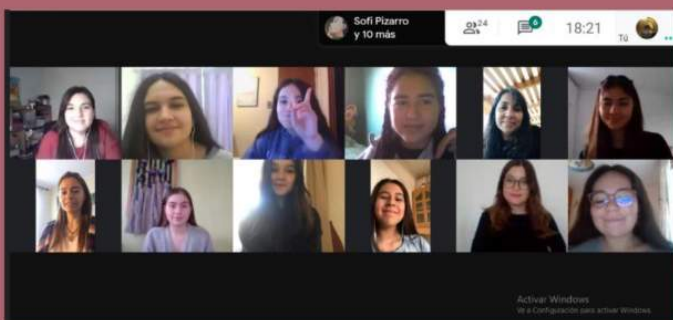 Sofi Pizarro
y 10 más
24
6
18:21
Tú
Activar Windows
Ve a Configuración para activar Windows.